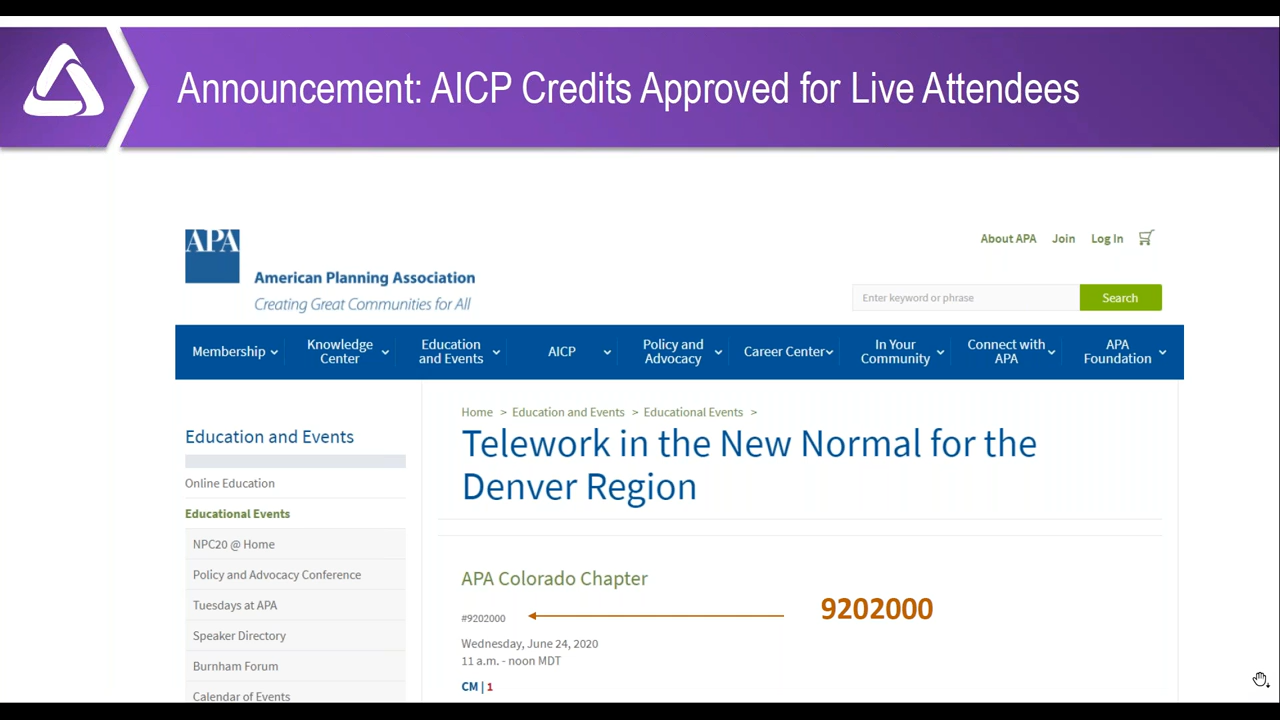 Announcement: AICP Credits Approved for Live Attendees
APA
American Planning Association
Creating Great Communities for All
About APA
Join
Log In
Enter keyword or phrase
Search
Membership
Knowledge
Center
Education
and Events
AICP
Policy and
Advocacy
Career Center
In Your
Community
Connect with
APA
APA
Foundation
Education and Events
Online Education
Educational Events
NPC20 @ Home
Policy and Advocacy Conference
Tuesdays at APA
Speaker Directory
Burnham Forum
Calendar of Events
Home > Education and Events > Educational Events >
Telework in the New Normal for the
Denver Region
APA Colorado Chapter
#9202000
9202000
Wednesday, June 24, 2020
11 a.m. - noon MDT
CM | 1